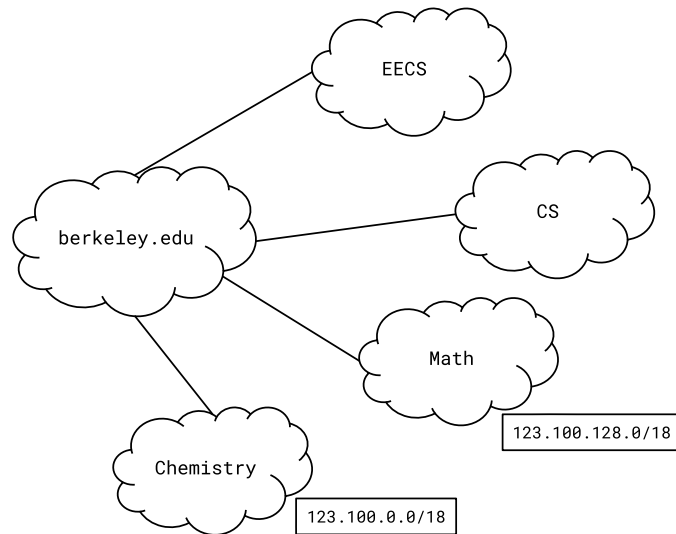 EECS
berkeley.edu
CS
Math
123.100.128.0/18
Chemistry
123.100.0.0/18